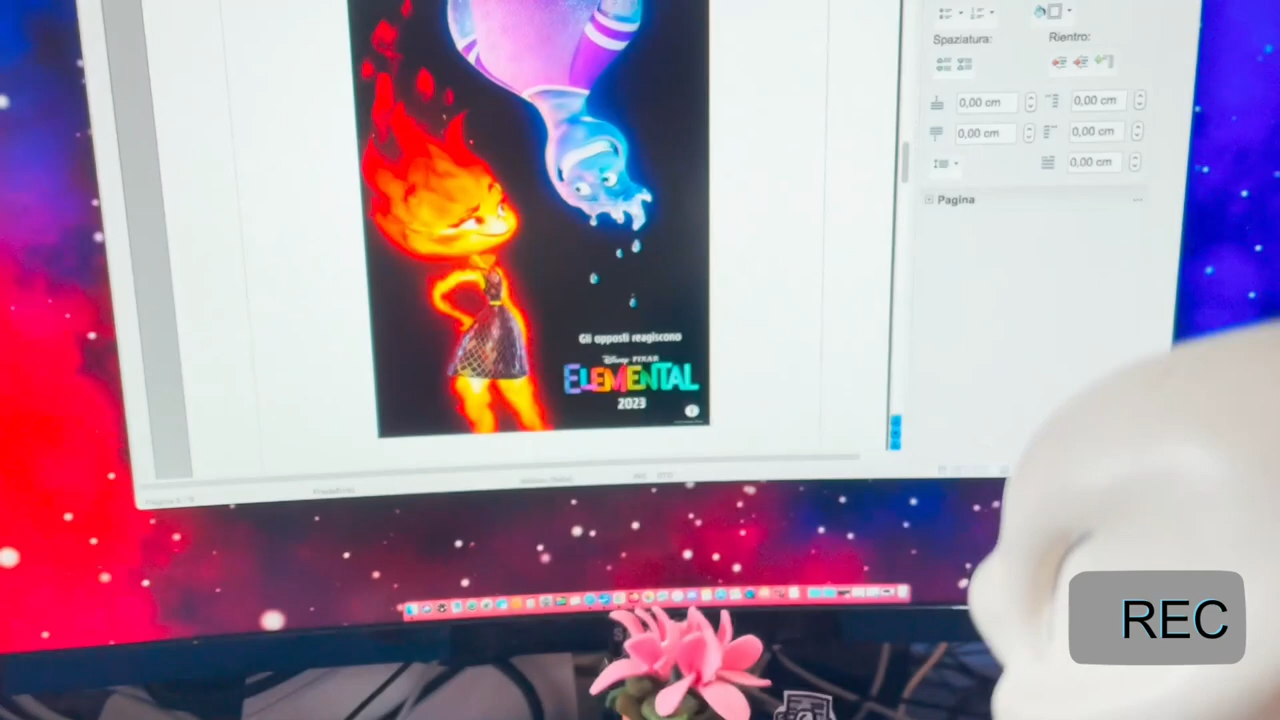 Spaziatura:
Rientro:
0,00 cm
0,00 cm
0,00 cm
0,00 cm
0,00 cm
Pagina
Gli opposti reagiscono
Disney PIXAR
ELEMENTAL
2023
REC